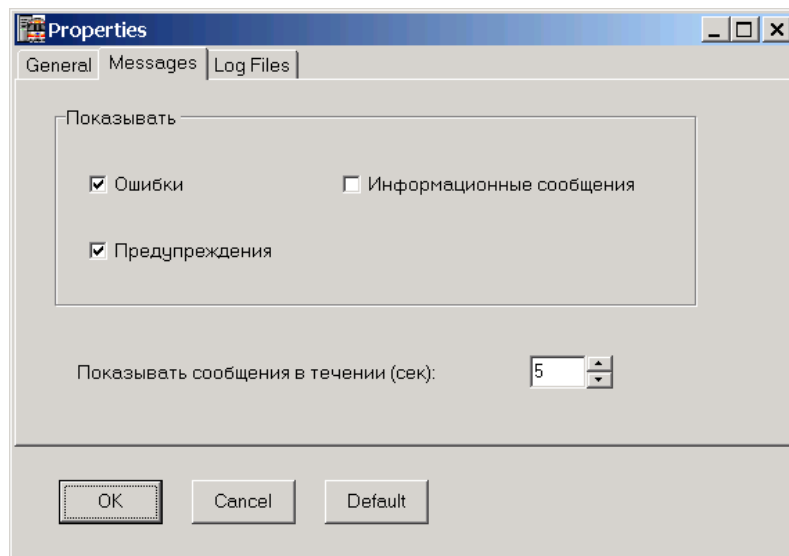 Properties
General Messages Log Files
Показывать
Ошибки Информационные сообщения
Предупреждения
Показывать сообщения в течении (сек): 5
OK Cancel Default